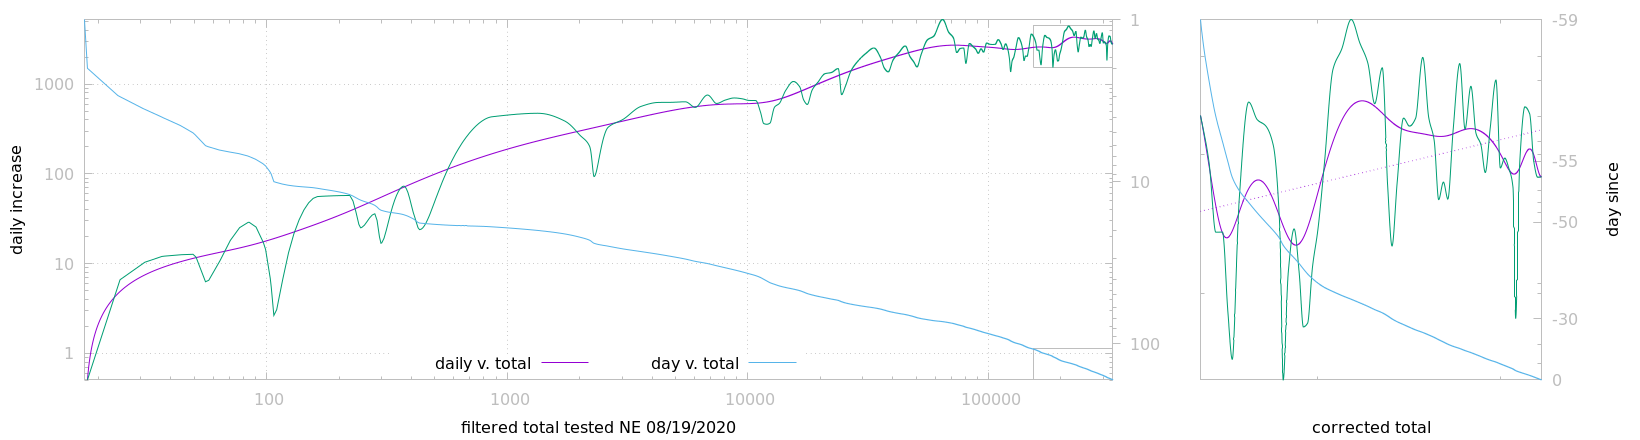 daily increase
1000
100
10
1
daily v. total
day v. total
100
1000
10000
100000
filtered total tested NE 08/19/2020
1
10
100
-59
-55
-50
-30
0
day since
corrected total